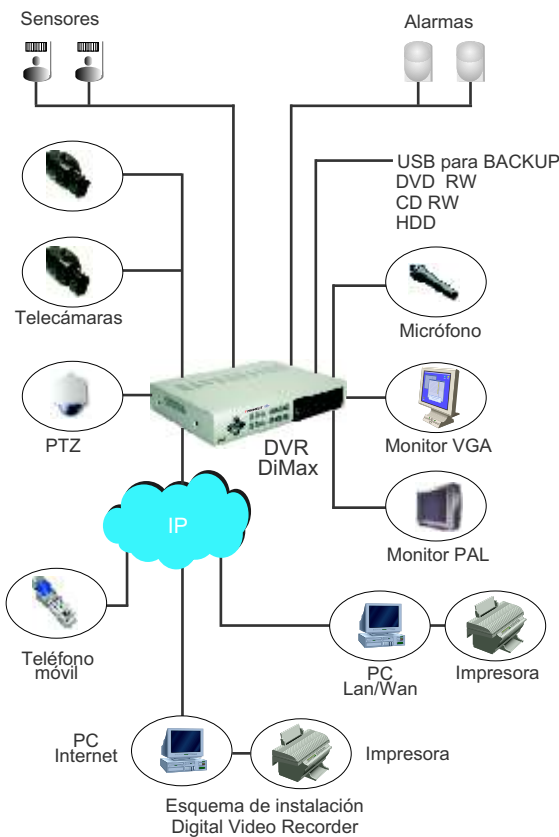 Sensores
Alarmas
USB para BACKUP
DVD RW
CD RW
HDD
Telecámaras
Micrófono
PTZ
DVR
DiMax
Monitor VGA
IP
Monitor PAL
Teléfono
móvil
PC
Lan/Wan
Impresora
PC
Internet
Impresora
Esquema de instalación
Digital Video Recorder